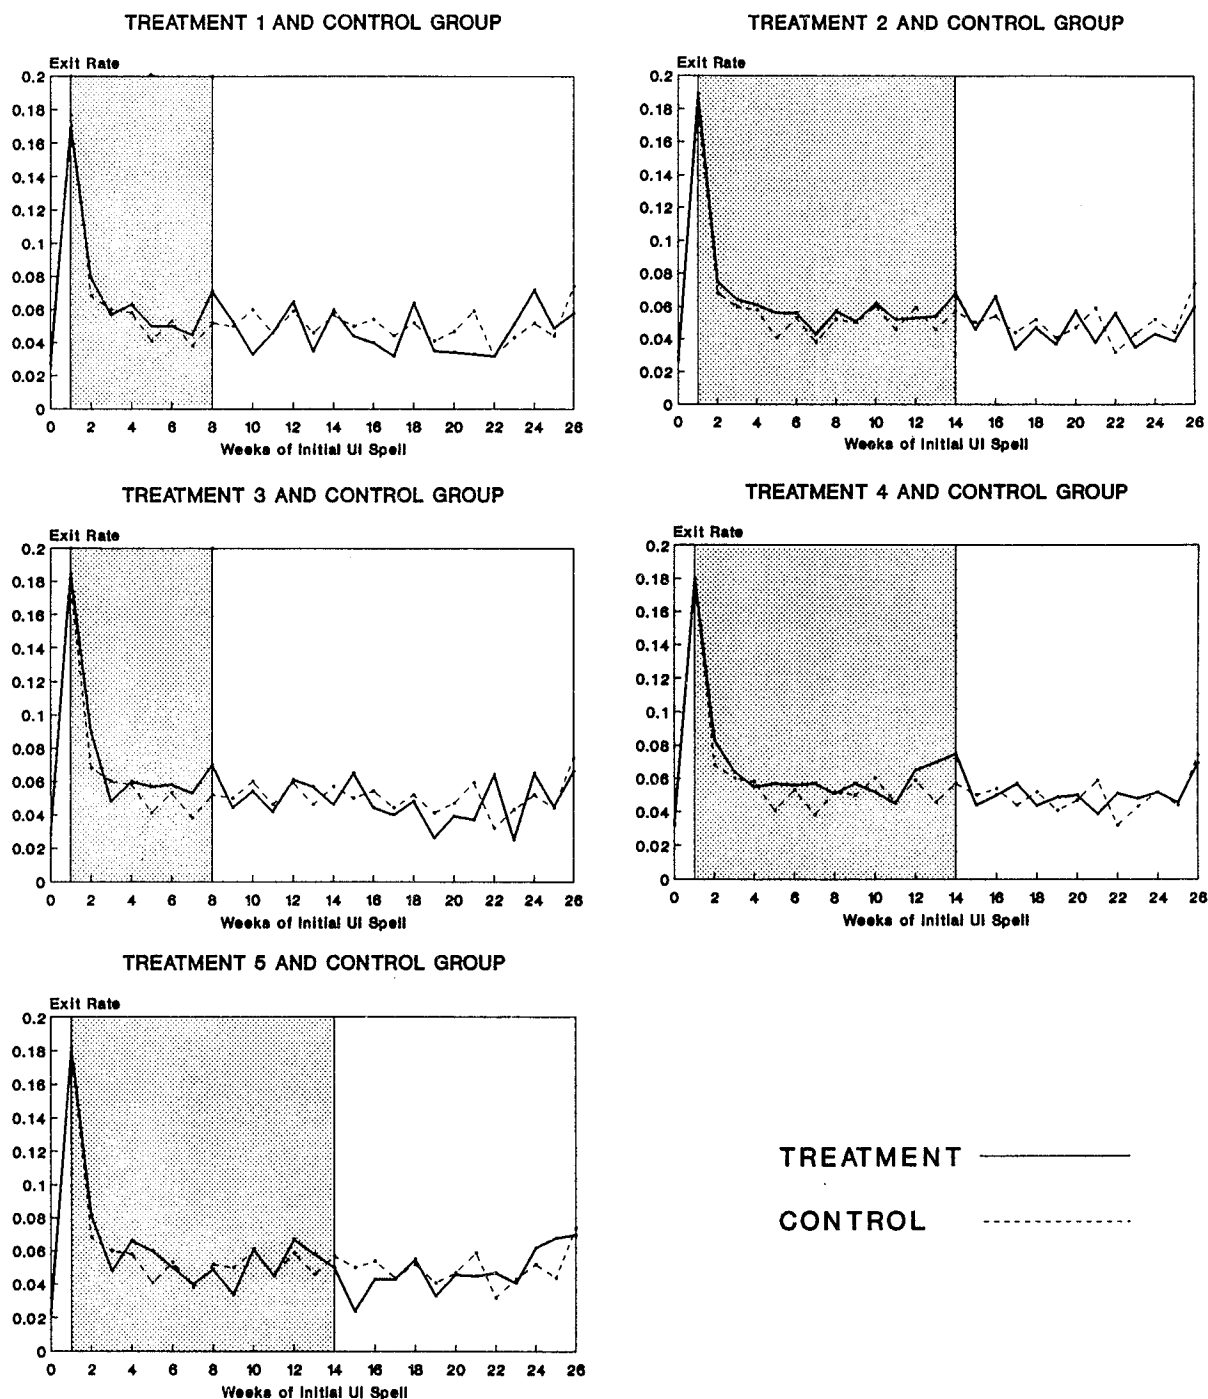 TREATMENT 1 AND CONTROL GROUP
Exit Rate
0.2
0.18
0.16
0.14
0.12
0.1
0.08
0.06
0.04
0.02
0
0 2 4 6 8 10 12 14 16 18 20 22 24 26
Weeks of Initial UI Spell
TREATMENT 2 AND CONTROL GROUP
Exit Rate
0.2
0.18
0.16
0.14
0.12
0.1
0.08
0.06
0.04
0.02
0
0 2 4 6 8 10 12 14 16 18 20 22 24 26
Weeks of Initial UI Spell
TREATMENT 3 AND CONTROL GROUP
Exit Rate
0.2
0.18
0.16
0.14
0.12
0.1
0.08
0.06
0.04
0.02
0
0 2 4 6 8 10 12 14 16 18 20 22 24 26
Weeks of Initial UI Spell
TREATMENT 4 AND CONTROL GROUP
Exit Rate
0.2
0.18
0.16
0.14
0.12
0.1
0.08
0.06
0.04
0.02
0
0 2 4 6 8 10 12 14 16 18 20 22 24 26
Weeks of Initial UI Spell
TREATMENT 5 AND CONTROL GROUP
Exit Rate
0.2
0.18
0.16
0.14
0.12
0.1
0.08
0.06
0.04
0.02
0
0 2 4 6 8 10 12 14 16 18 20 22 24 26
Weeks of Initial UI Spell
TREATMENT
CONTROL